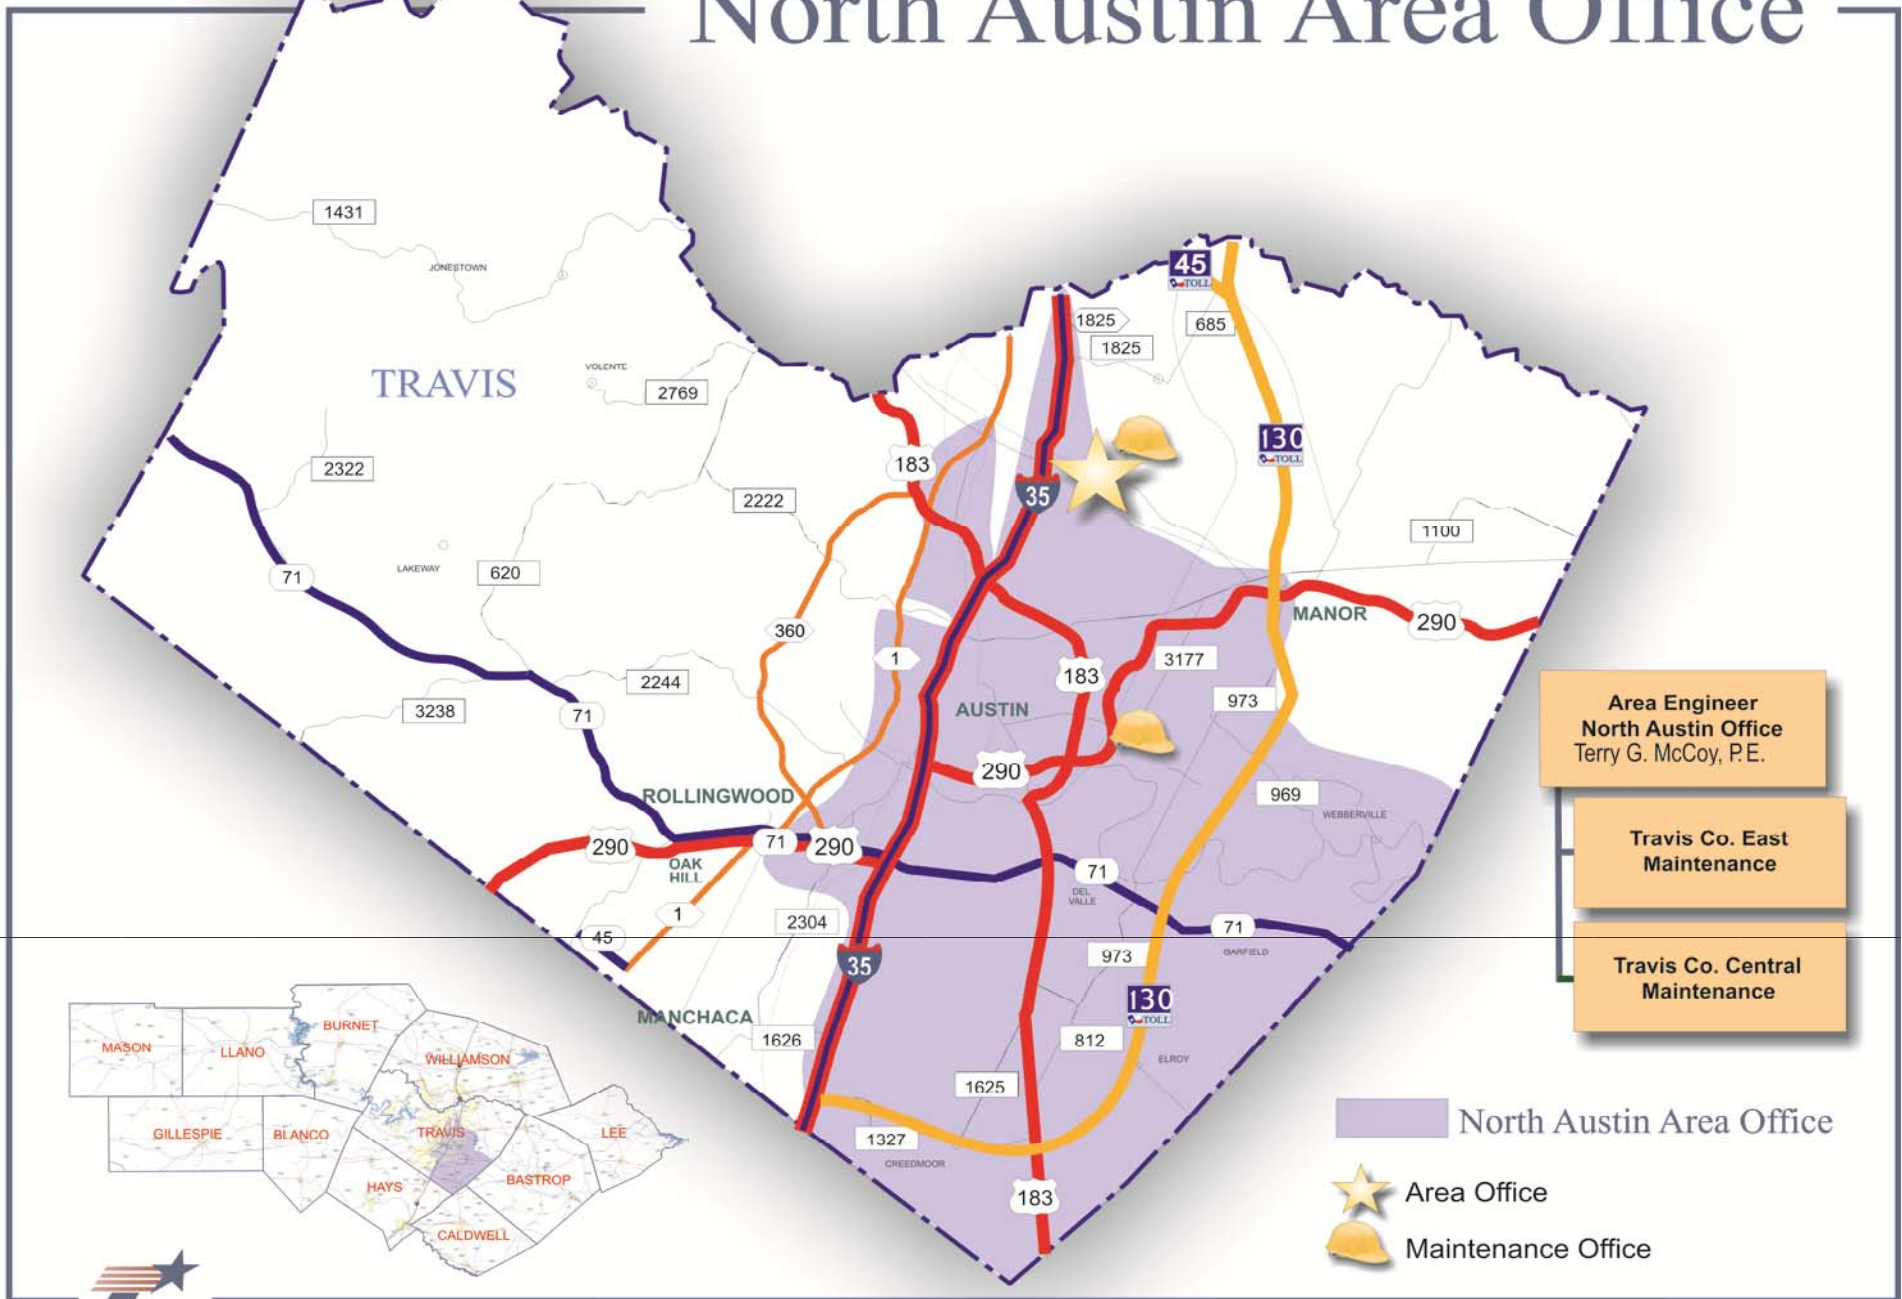 North Austin Area Office
45
TOLL
1431
JONESTOWN
1825
685
1825
TRAVIS
VOLENTE
2769
130
TOLL
183
2322
35
2222
1100
LAKEWAY
620
71
MANOR
290
360
1
3177
183
2244
973
3238
71
AUSTIN
Area Engineer
North Austin Office
Terry G. McCoy, P.E.
290
ROLLINGWOOD
969
WEBBERVILLE
Travis Co. East
Maintenance
290
71
290
OAK
HILL
71
DEL
VALLE
1
2304
71
45
GARFIELD
973
35
Travis Co. Central
Maintenance
130
TOLL
MANCHACA
1626
812
ELROY
1625
BURNET
MASON
LLANO
WILLIAMSON
GILLESPIE
BLANCO
TRAVIS
LEE
HAYS
BASTROP
CALDWELL
1327
CREEDMOOR
183
North Austin Area Office
Area Office
Maintenance Office